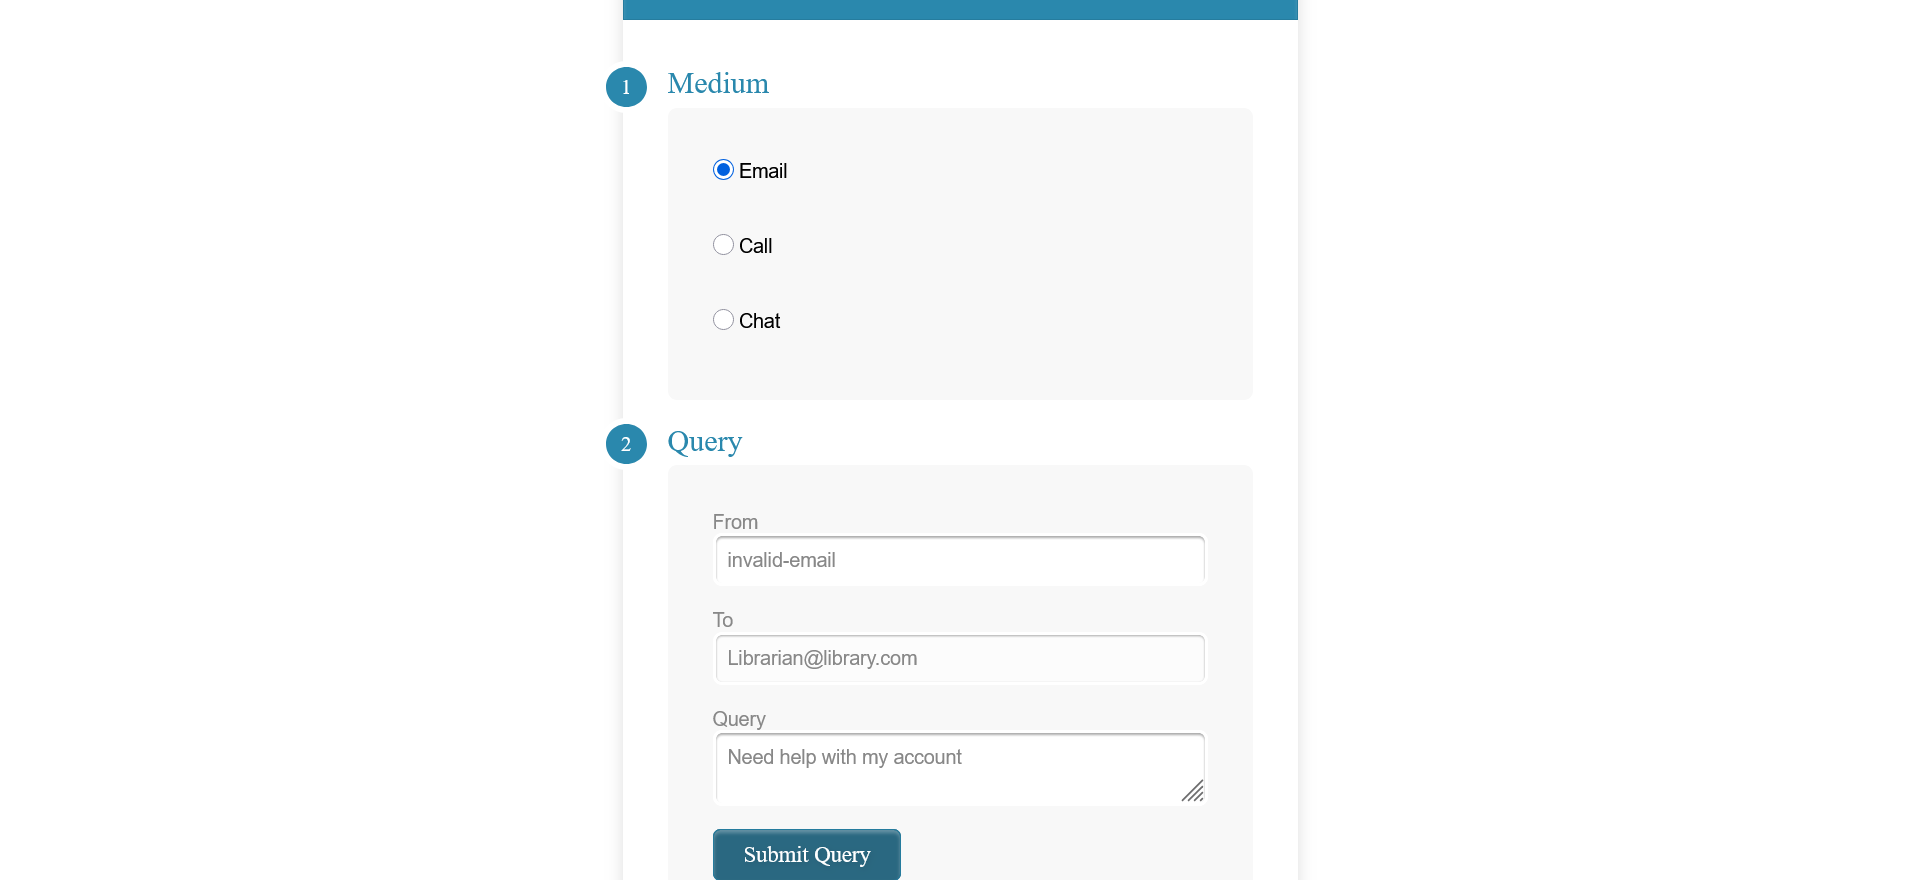 1
Medium
Email
Call
Chat
2
Query
From
invalid-email
To
Librarian@library.com
Query
Need help with my account
Submit Query